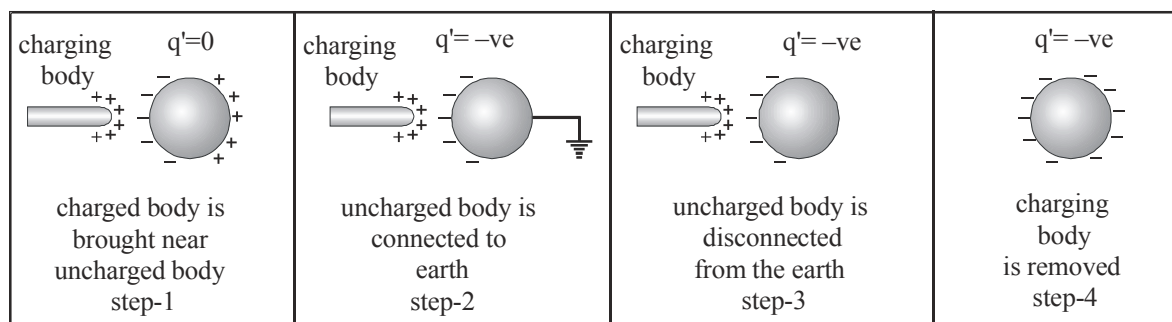 charging
body
q'=0
charged body is
brought near
uncharged body
step-1
charging
body
q'= –ve
uncharged body is
connected to
earth
step-2
charging
body
q'= –ve
uncharged body is
disconnected
from the earth
step-3
q'= –ve
charging
body
is removed
step-4